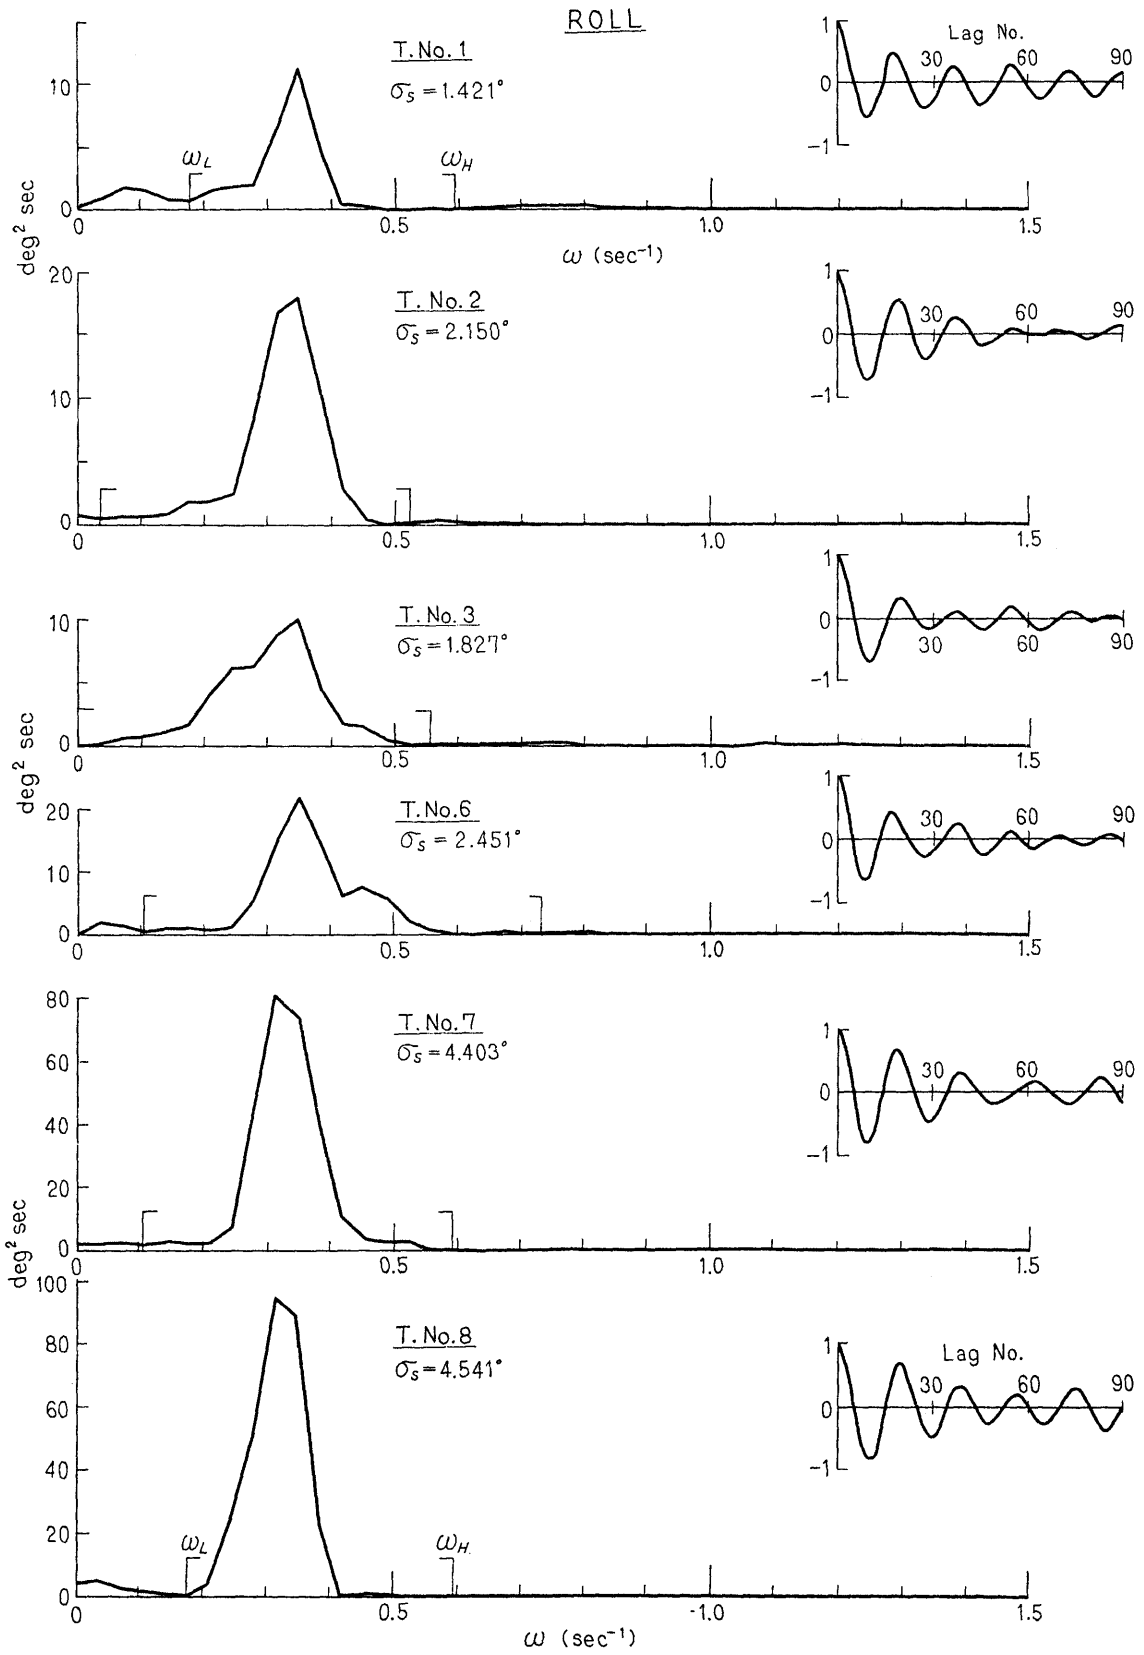 ROLL
T.No.1
σs = 1.421°
10
0
ωL
ωH
deg² sec
0 0.5 1.0 1.5
ω (sec⁻¹)
1
0
-1
Lag No.
30 60 90
T. No.2
σs = 2.150°
20
10
0
0 0.5 1.0 1.5
1
0
-1
30 60 90
T. No.3
σs = 1.827°
10
0
deg² sec
0 0.5 1.0 1.5
1
0
-1
30 60 90
T. No.6
σs = 2.451°
20
10
0
0 0.5 1.0 1.5
1
0
-1
30 60 90
T. No.7
σs = 4.403°
80
60
40
20
0
deg² sec
0 0.5 1.0 1.5
1
0
-1
30 60 90
T. No.8
σs = 4.541°
100
80
60
40
20
0
ωL
ωH
0 0.5 1.0 1.5
ω (sec⁻¹)
1
0
-1
Lag No.
30 60 90